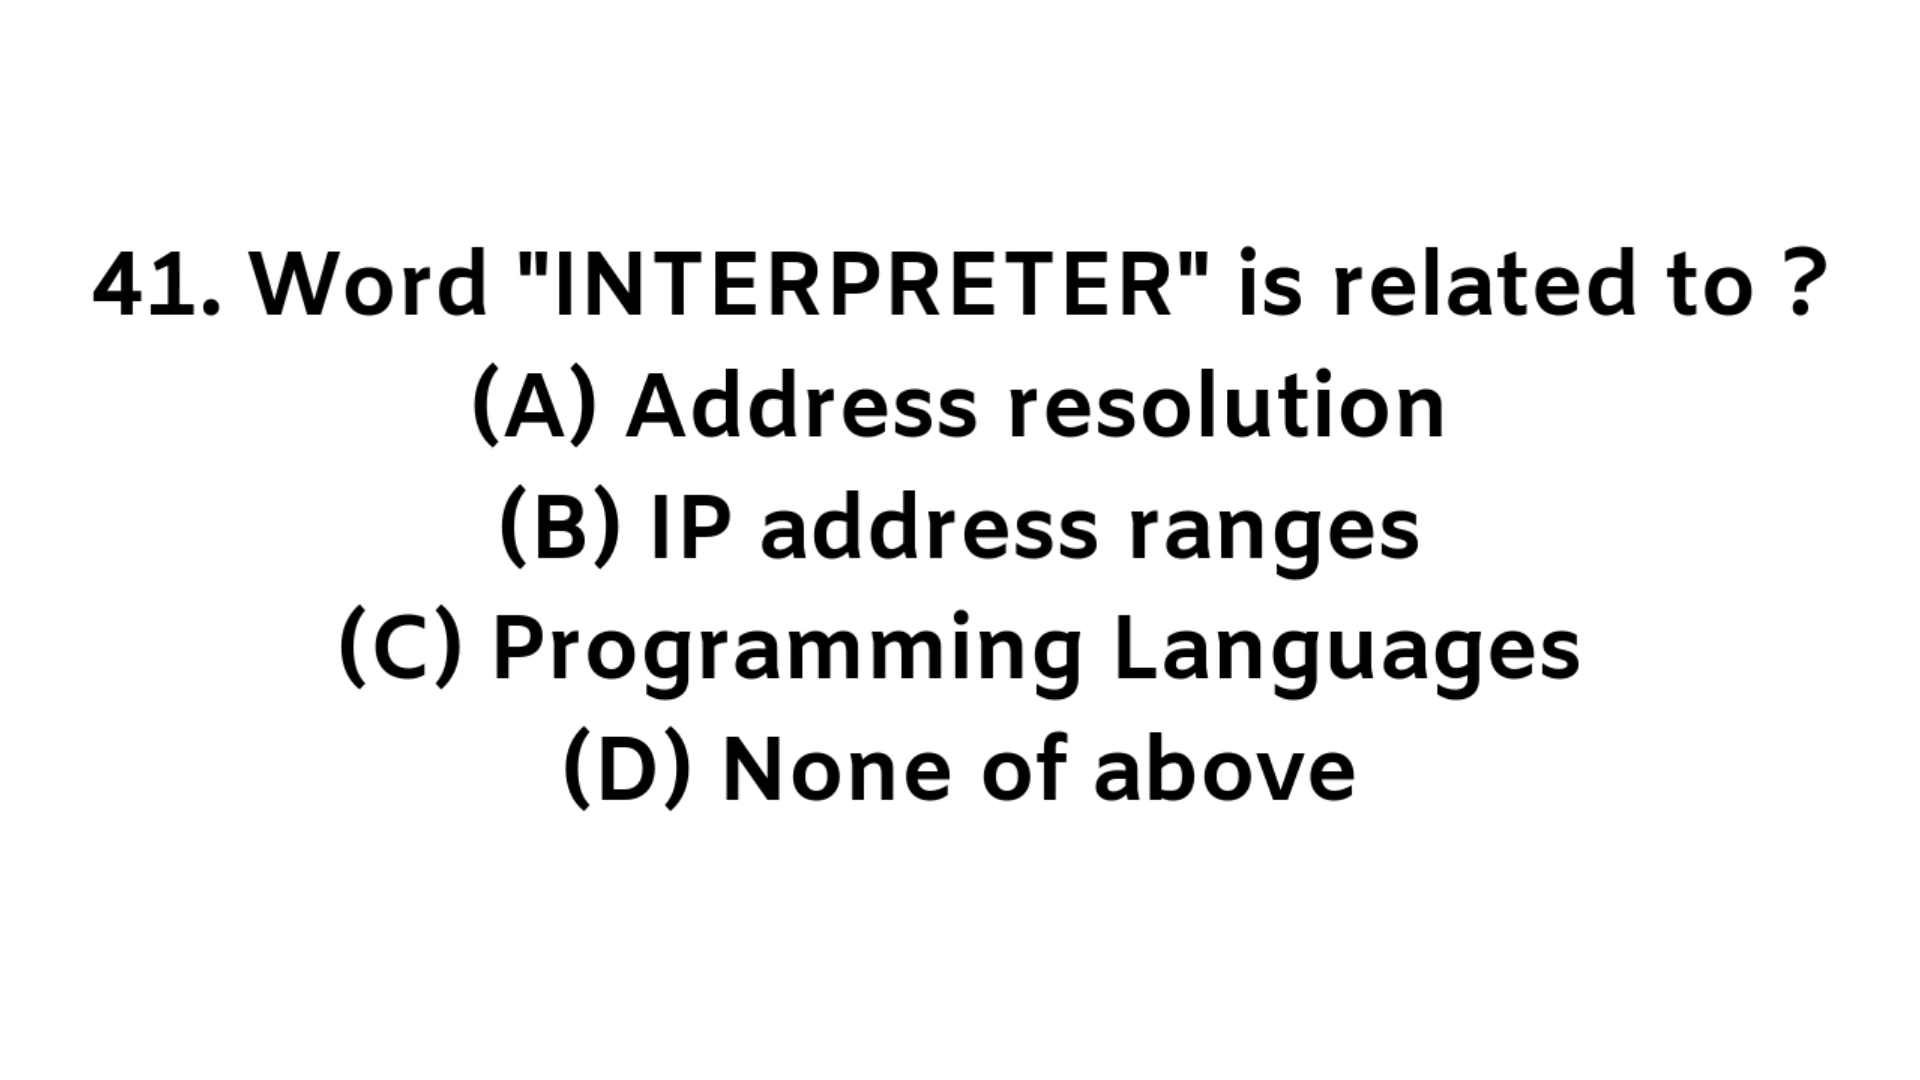 41. Word "INTERPRETER" is related to ?
(A) Address resolution
(B) IP address ranges
(C) Programming Languages
(D) None of above